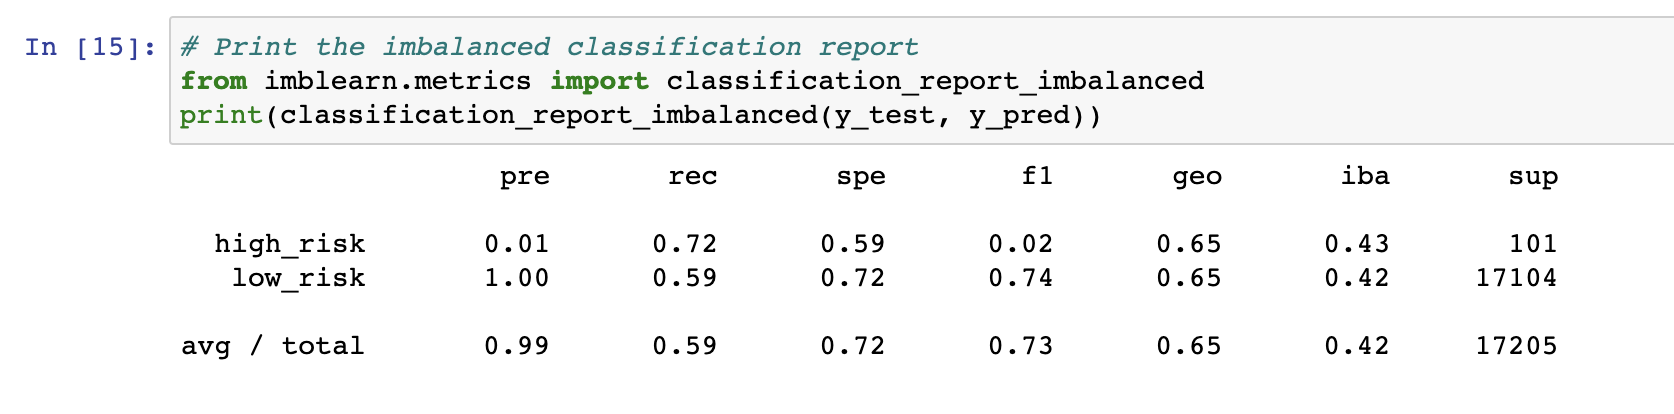 In [15]: # Print the imbalanced classification report
from imblearn.metrics import classification_report_imbalanced
print(classification_report_imbalanced(y_test, y_pred))
pre rec spe f1 geo iba sup
high_risk 0.01 0.72 0.59 0.02 0.65 0.43 101
low_risk 1.00 0.59 0.72 0.74 0.65 0.42 17104
avg / total 0.99 0.59 0.72 0.73 0.65 0.42 17205